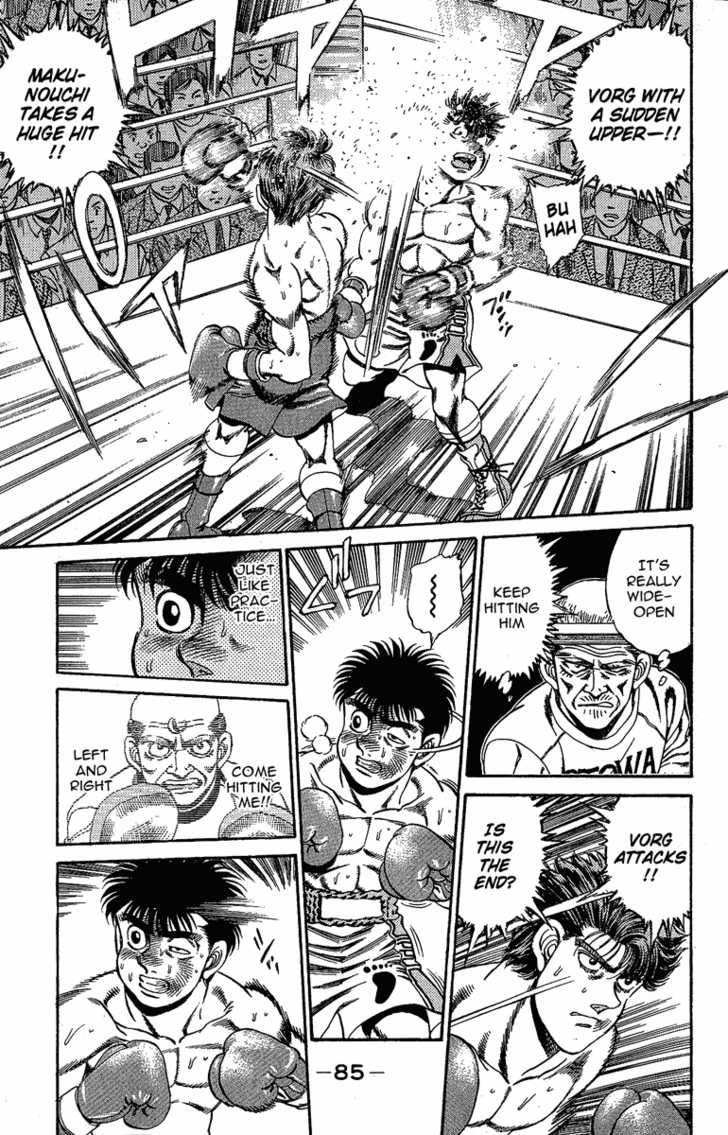 VORG WITH
A SUDDEN
UPPER—!!
BU
HAH
MAKU-
NOUCHI
TAKES A
HUGE HIT
!!
IT'S
REALLY
WIDE-
OPEN
KEEP
HITTING
HIM
VORG
ATTACKS
!!
IS
THIS
THE
END?
JUST
LIKE
PRAC-
TICE...
COME
HITTING
ME!!
LEFT
AND
RIGHT
—85—